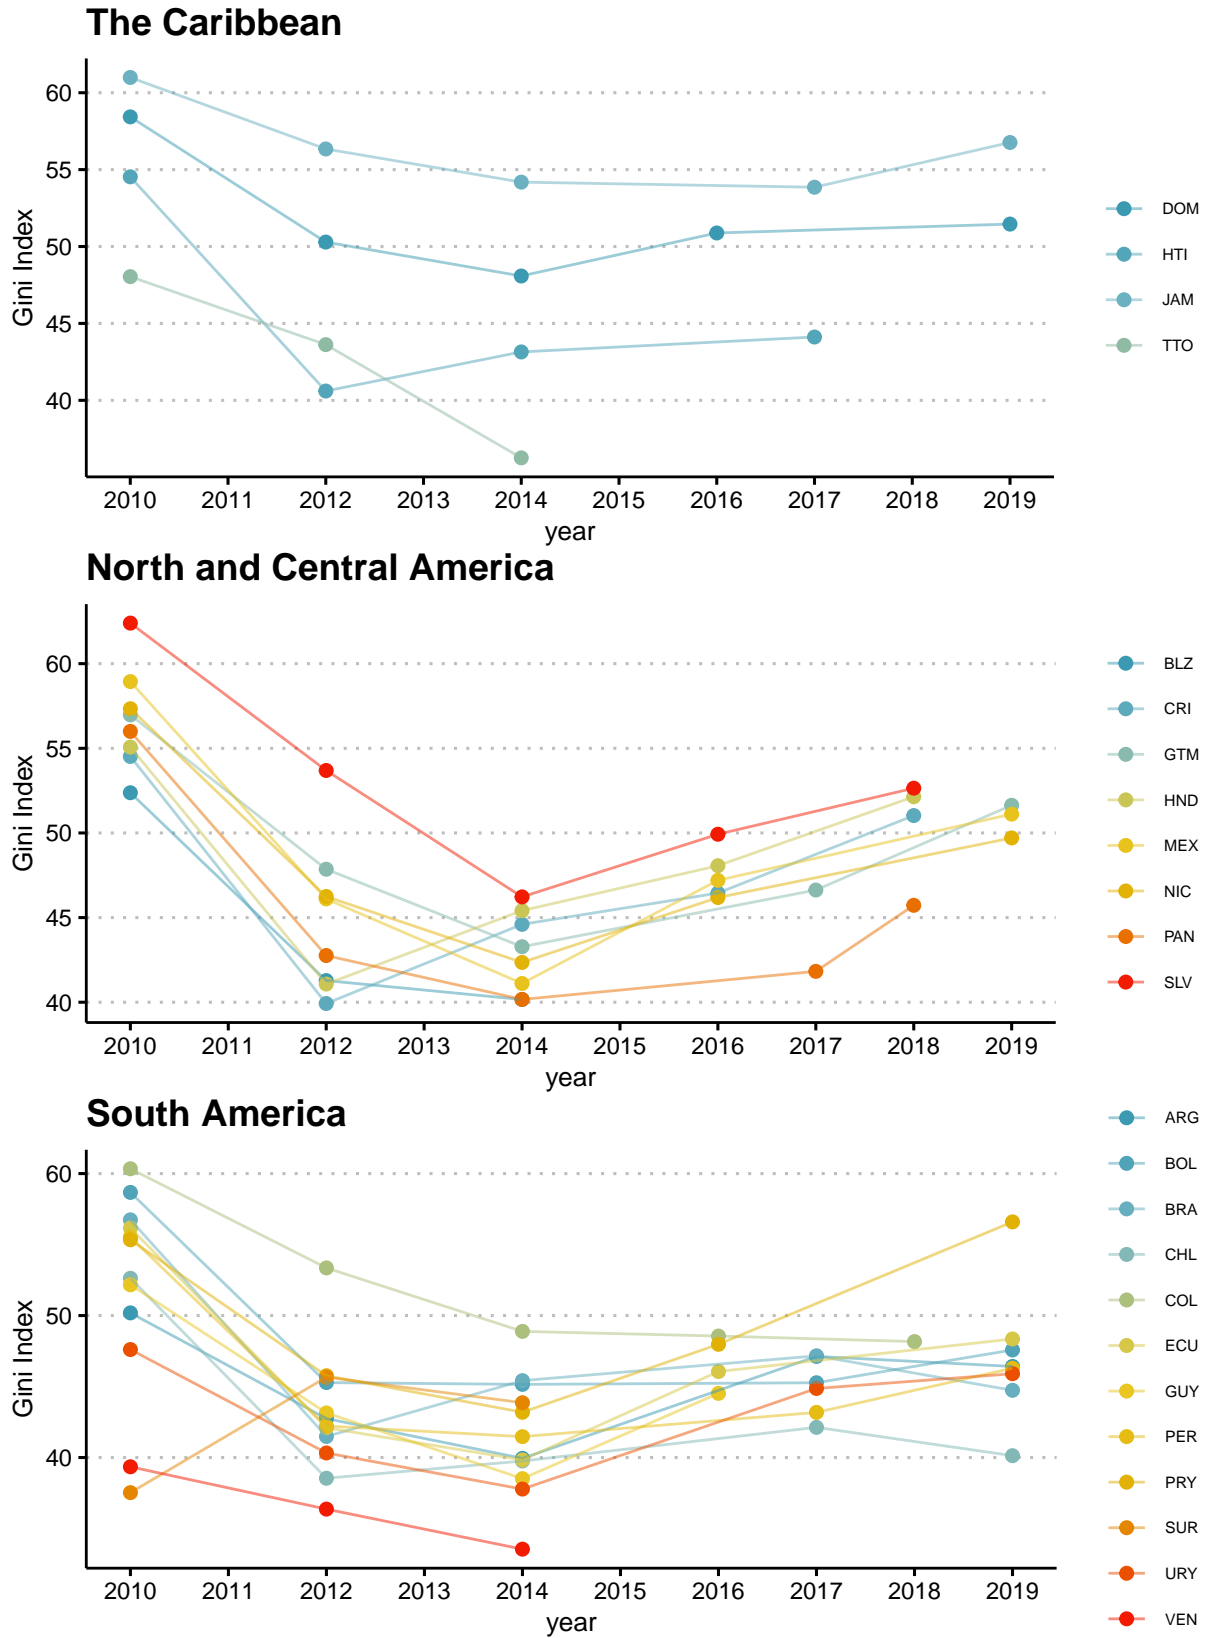 The Caribbean
60
55
50
45
40
Gini Index
2010 2011 2012 2013 2014 2015 2016 2017 2018 2019
year
DOM
HTI
JAM
TTO
North and Central America
60
55
50
45
40
Gini Index
2010 2011 2012 2013 2014 2015 2016 2017 2018 2019
year
BLZ
CRI
GTM
HND
MEX
NIC
PAN
SLV
South America
60
50
40
Gini Index
2010 2011 2012 2013 2014 2015 2016 2017 2018 2019
year
ARG
BOL
BRA
CHL
COL
ECU
GUY
PER
PRY
SUR
URY
VEN